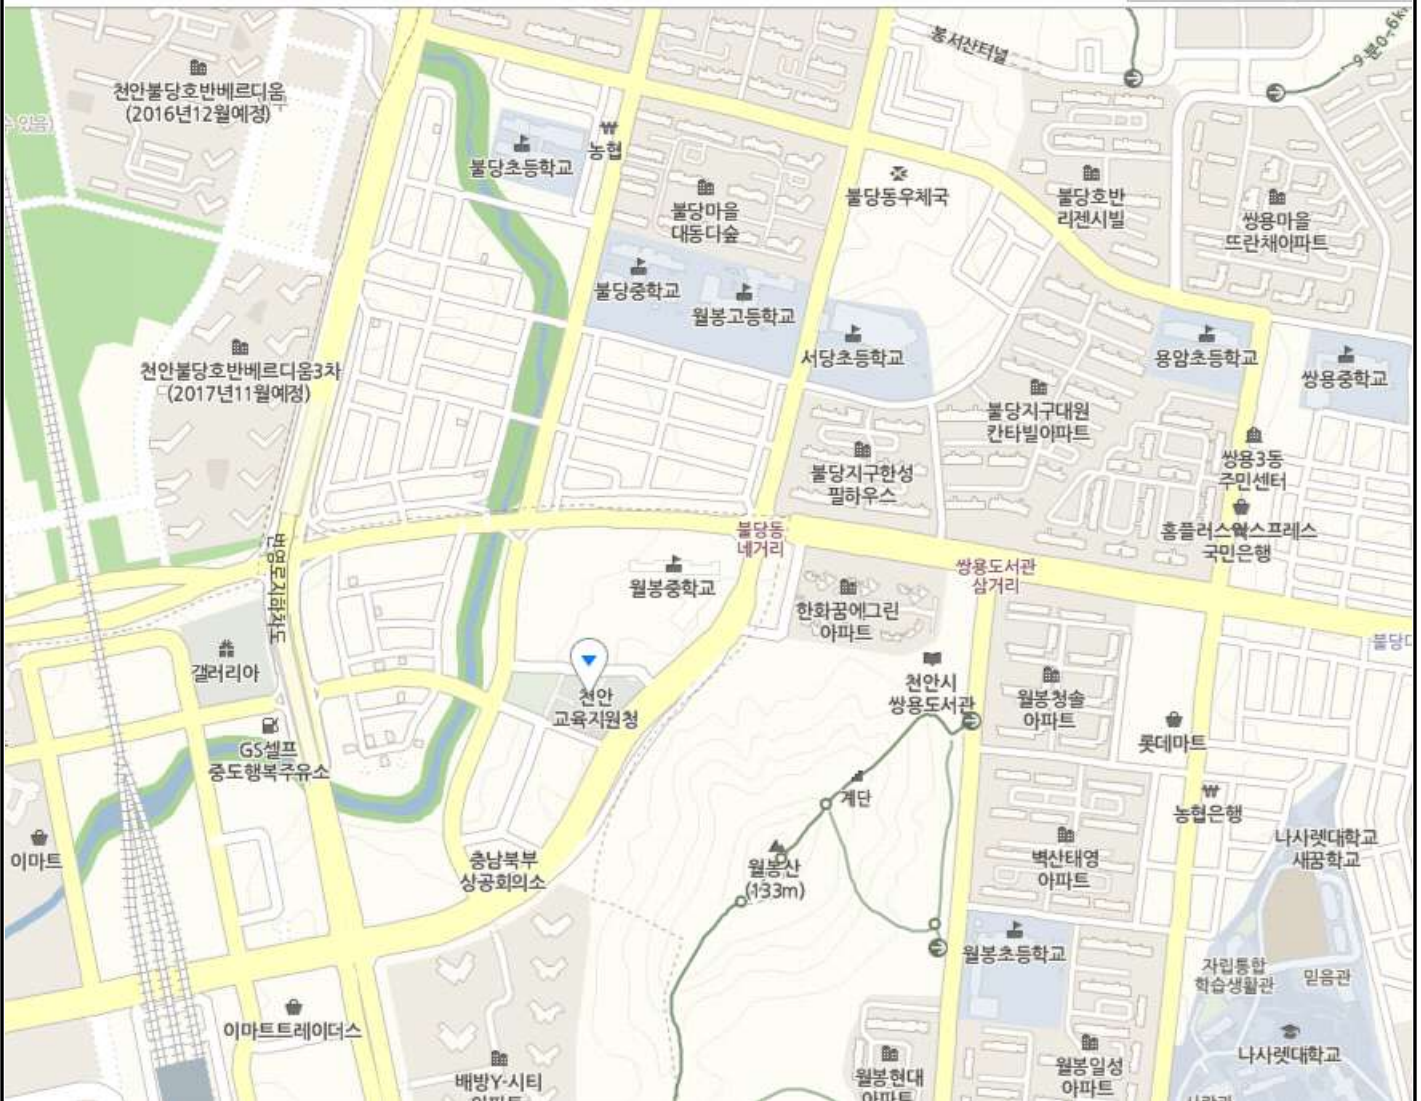 봉서산터널
천안불당호반베르디움
(2016년12월예정)
수 있음)
불당초등학교
농협
불당마을
대동다숲
불당동우체국
불당호반
리젠시빌
쌍용마을
뜨란채아파트
불당중학교
월봉고등학교
서당초등학교
용암초등학교
쌍용중학교
천안불당호반베르디움3차
(2017년11월예정)
불당지구대원
칸타빌아파트
불당지구한성
필하우스
쌍용3동
주민센터
홈플러스익스프레스
국민은행
번영로지하차도
불당동
네거리
월봉중학교
쌍용도서관
삼거리
한화꿈에그린
아파트
갤러리아
천안
교육지원청
천안시
쌍용도서관
월봉청솔
아파트
롯데마트
GS셀프
중도행복주유소
계단
농협은행
이마트
충남북부
상공회의소
월봉산
(133m)
벽산태영
아파트
나사렛대학교
새꿈학교
월봉초등학교
자립통합
학습생활관
믿음관
이마트트레이더스
나사렛대학교
배방Y-시티
아파트
월봉현대
아파트
월봉일성
아파트